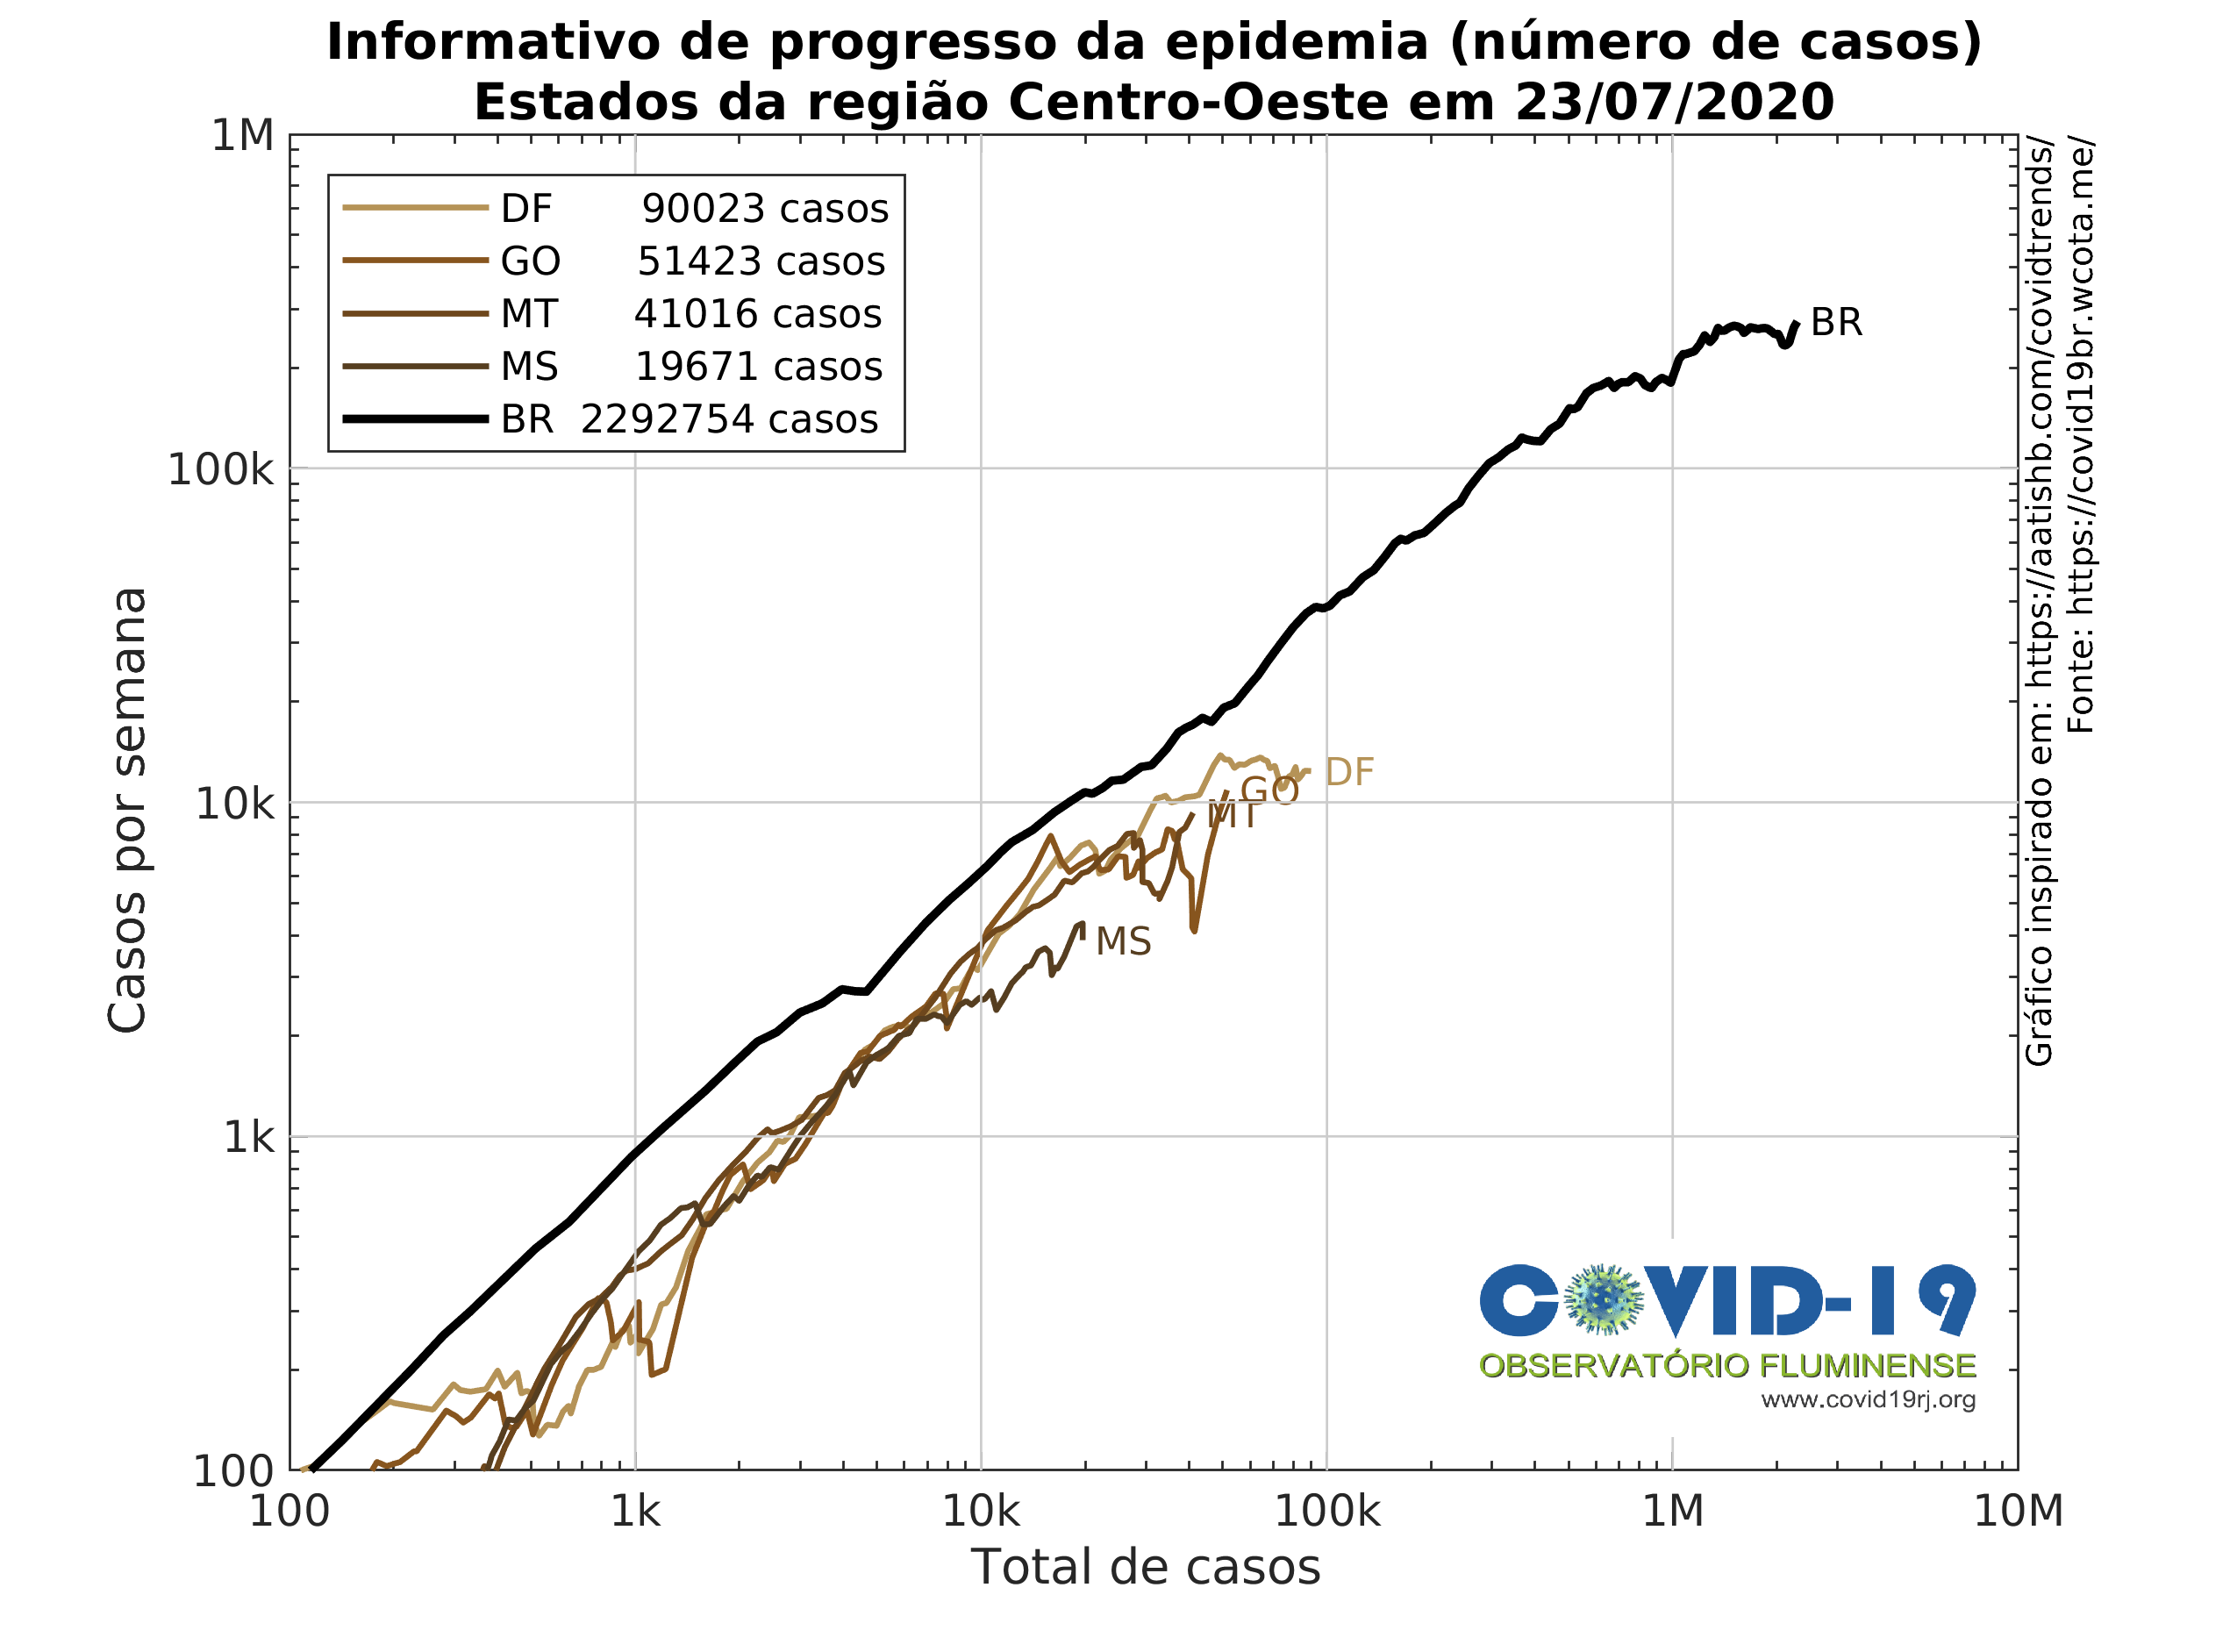 Informativo de progresso da epidemia (número de casos)
Estados da região Centro-Oeste em 23/07/2020
1M
100k
10k
1k
100
Casos por semana
DF 90023 casos
GO 51423 casos
MT 41016 casos
MS 19671 casos
BR 2292754 casos
BR
DF
GO
MT
MS
Gráfico inspirado em: https://aatishb.com/covidtrends/
Fonte: https://covid19br.wcota.me/
COVID-19
OBSERVATÓRIO FLUMINENSE
www.covid19rj.org
100 1k 10k 100k 1M 10M
Total de casos